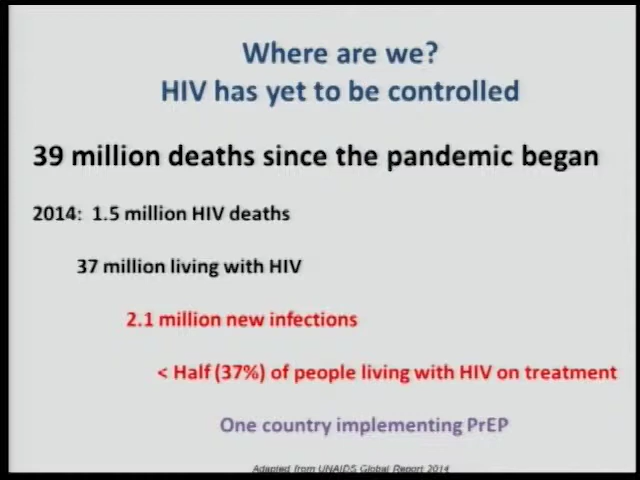 Where are we?
HIV has yet to be controlled
39 million deaths since the pandemic began
2014: 1.5 million HIV deaths
37 million living with HIV
2.1 million new infections
< Half (37%) of people living with HIV on treatment
One country implementing PrEP
Adapted from UNAIDS Global Report 2014